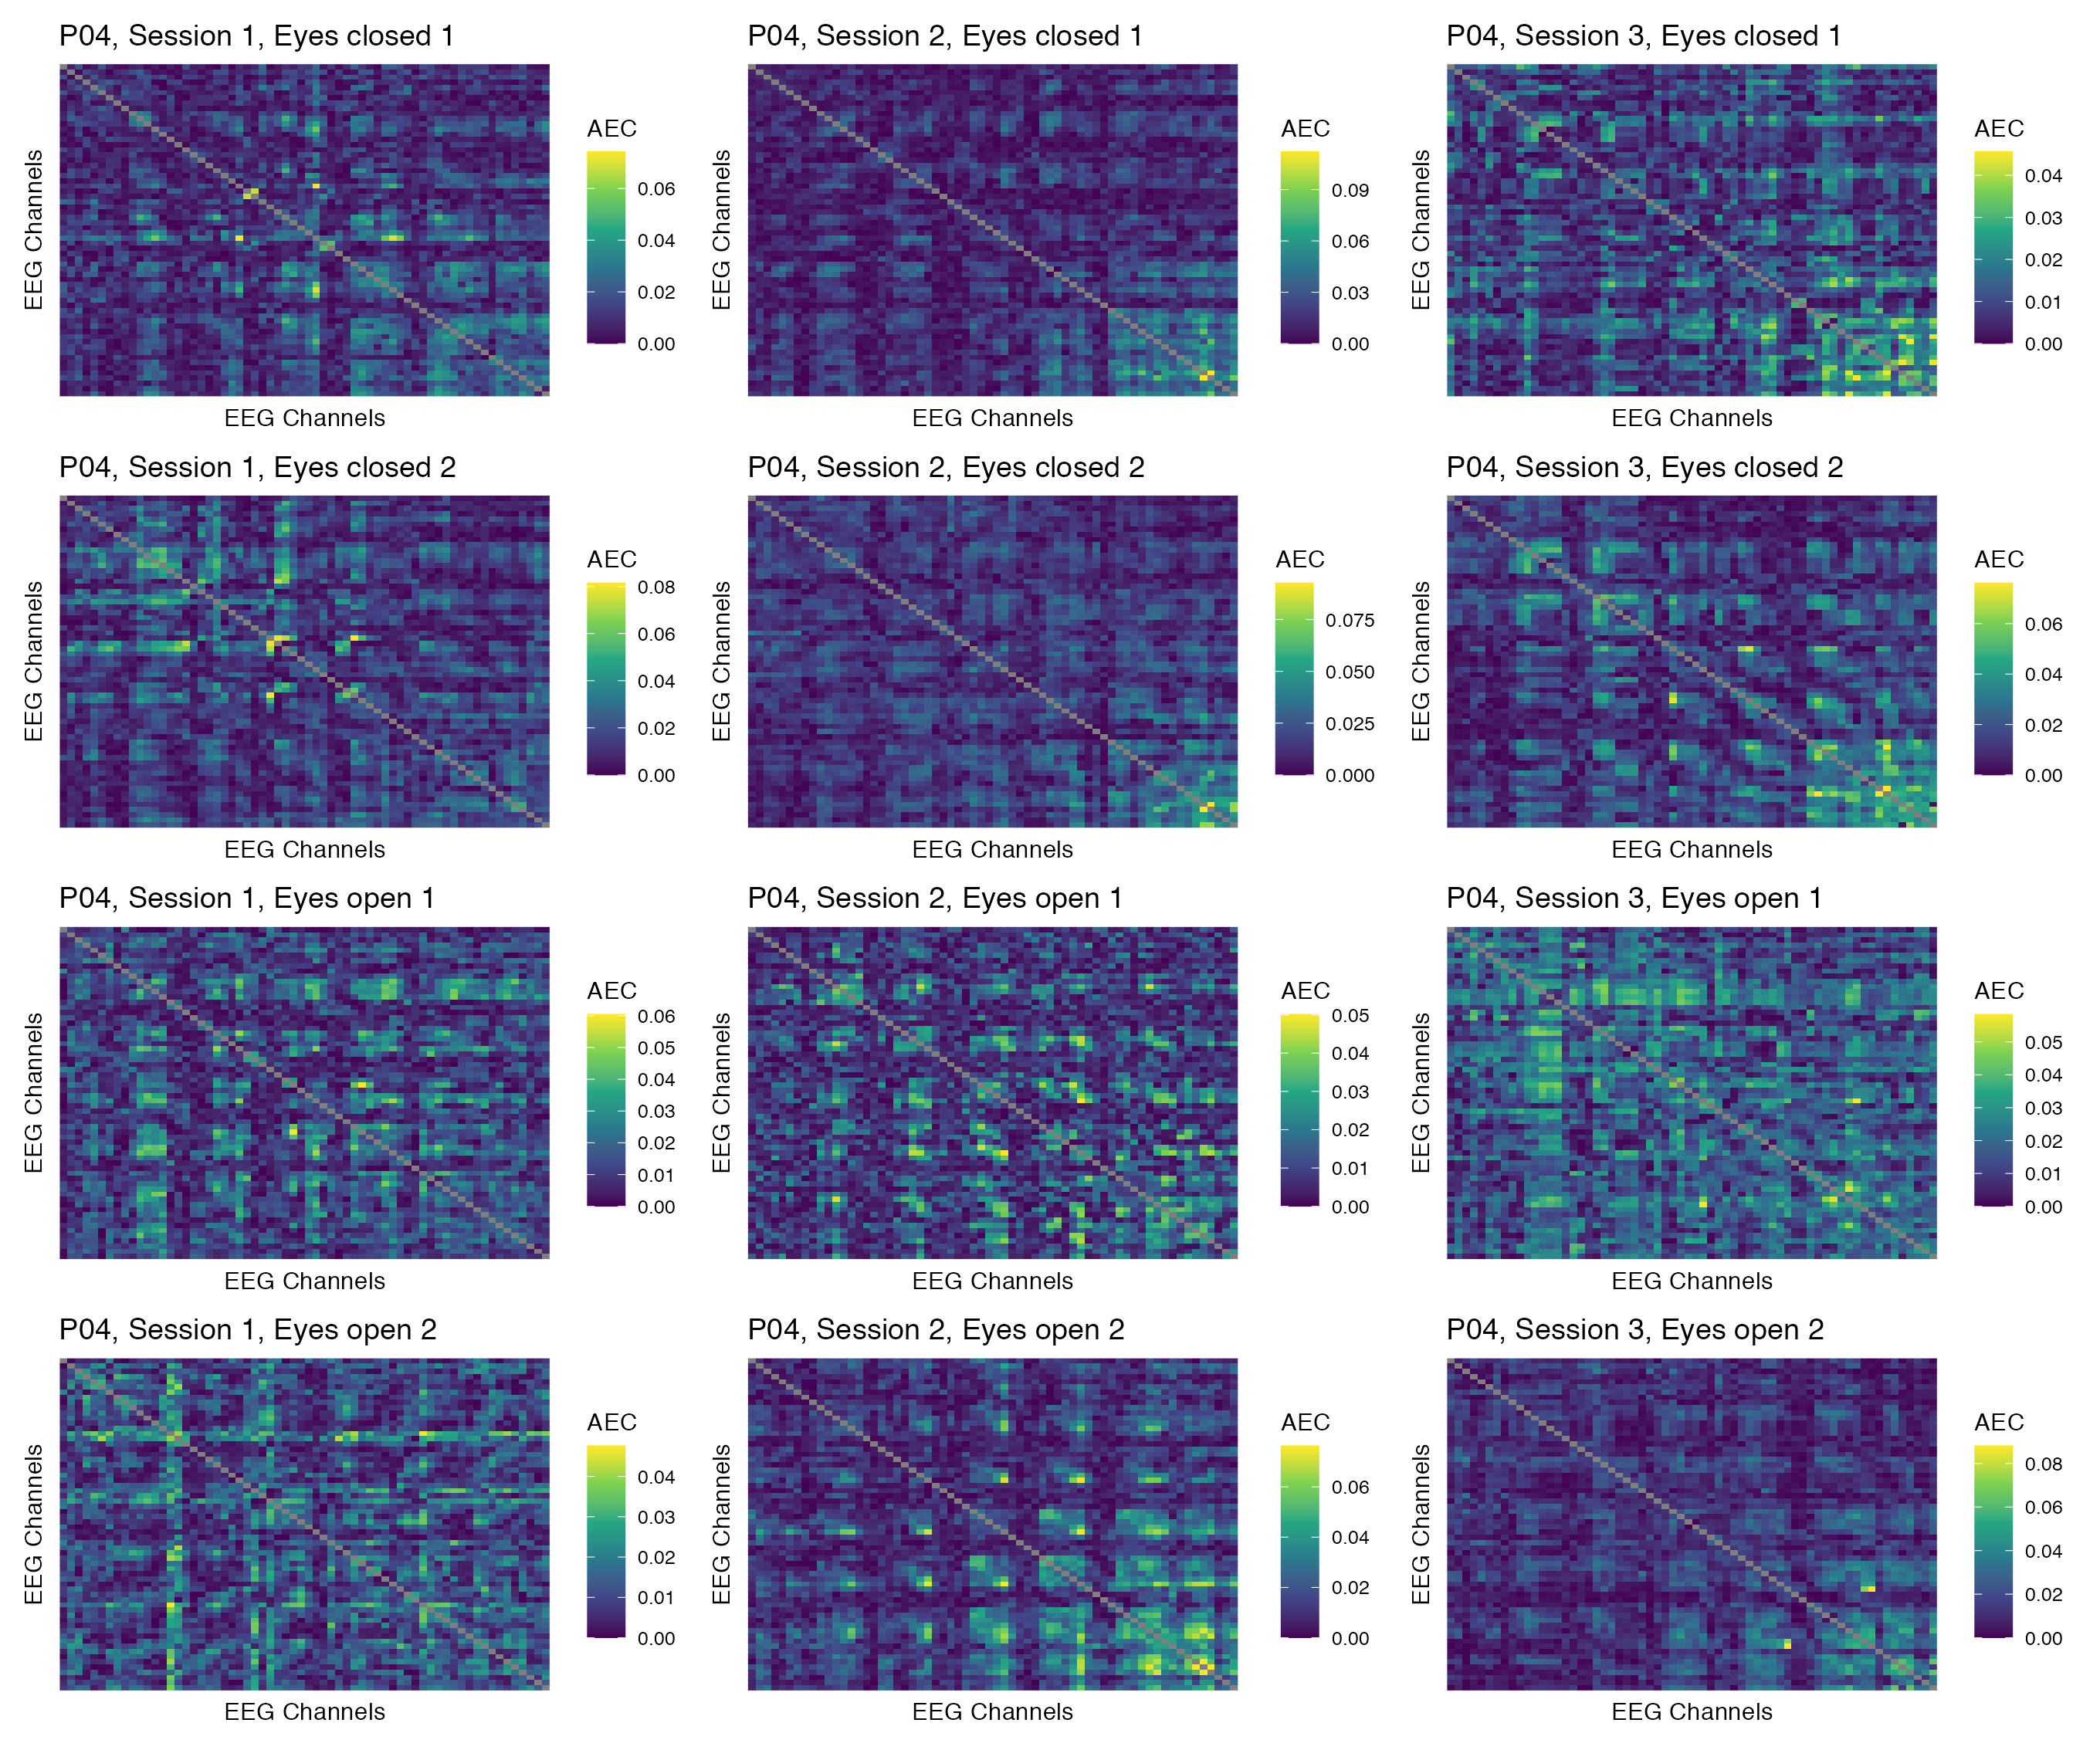 P04, Session 1, Eyes closed 1
EEG Channels
EEG Channels
AEC
0.06
0.04
0.02
0.00
P04, Session 2, Eyes closed 1
EEG Channels
EEG Channels
AEC
0.09
0.06
0.03
0.00
P04, Session 3, Eyes closed 1
EEG Channels
EEG Channels
AEC
0.04
0.03
0.02
0.01
0.00
P04, Session 1, Eyes closed 2
EEG Channels
EEG Channels
AEC
0.08
0.06
0.04
0.02
0.00
P04, Session 2, Eyes closed 2
EEG Channels
EEG Channels
AEC
0.075
0.050
0.025
0.000
P04, Session 3, Eyes closed 2
EEG Channels
EEG Channels
AEC
0.06
0.04
0.02
0.00
P04, Session 1, Eyes open 1
EEG Channels
EEG Channels
AEC
0.06
0.05
0.04
0.03
0.02
0.01
0.00
P04, Session 2, Eyes open 1
EEG Channels
EEG Channels
AEC
0.05
0.04
0.03
0.02
0.01
0.00
P04, Session 3, Eyes open 1
EEG Channels
EEG Channels
AEC
0.05
0.04
0.03
0.02
0.01
0.00
P04, Session 1, Eyes open 2
EEG Channels
EEG Channels
AEC
0.04
0.03
0.02
0.01
0.00
P04, Session 2, Eyes open 2
EEG Channels
EEG Channels
AEC
0.06
0.04
0.02
0.00
P04, Session 3, Eyes open 2
EEG Channels
EEG Channels
AEC
0.08
0.06
0.04
0.02
0.00